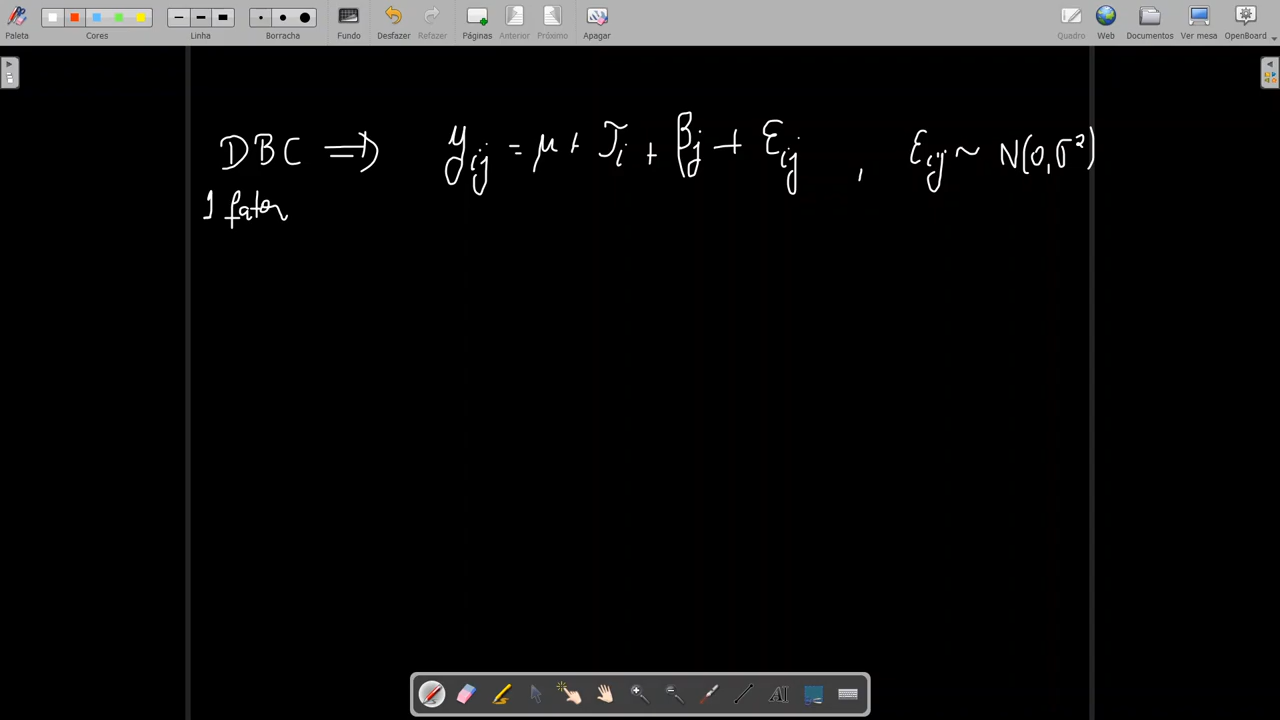 Paleta Cores Linha Borracha Fundo Desfazer Refazer Páginas Anterior Próximo Apagar Quadro Web Documentos Ver mesa OpenBoard
DBC ⟹ y_ij = μ + τ_i + β_j + ε_ij , ε_ij ~ N(0, σ²)
1 fator
AI